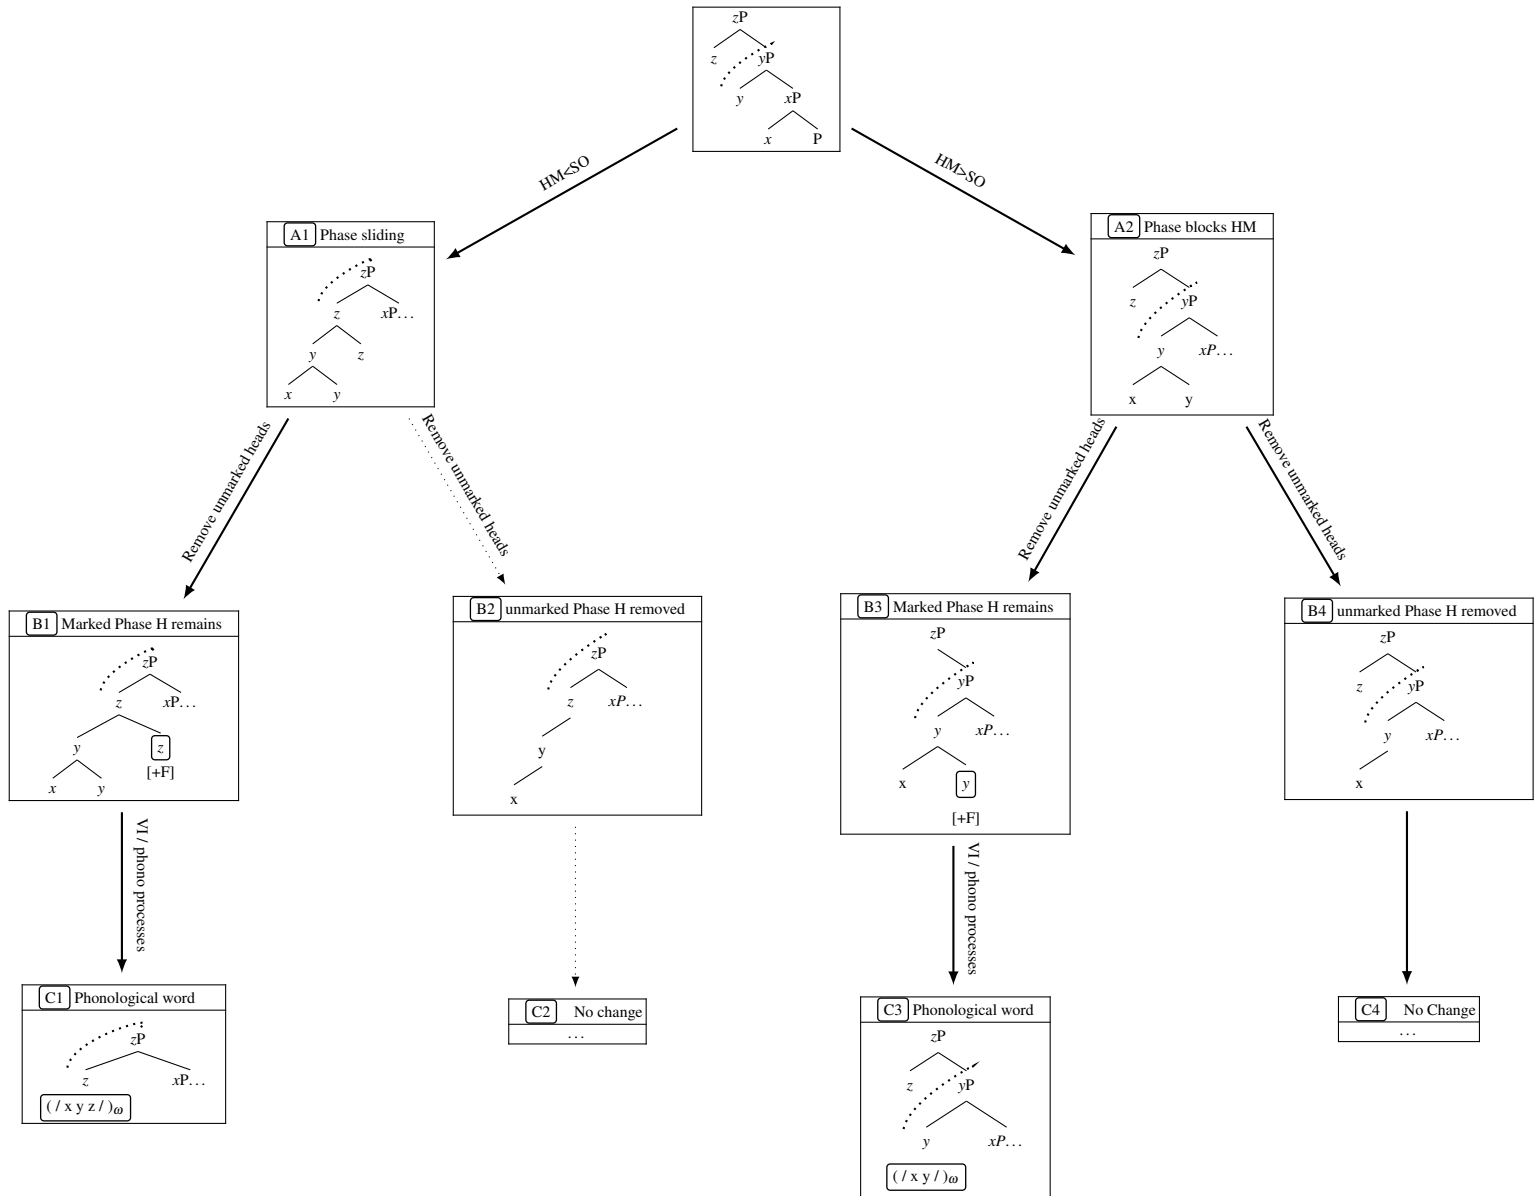 zP
z yP
y xP
x P
HM<SO
HM>SO
A1 Phase sliding
zP
z xP...
y z
x y
A2 Phase blocks HM
zP
z yP
y xP...
x y
Remove unmarked heads
Remove unmarked heads
Remove unmarked heads
Remove unmarked heads
B1 Marked Phase H remains
zP
z xP...
y z
[+F]
x y
B2 unmarked Phase H removed
zP
z xP...
y
x
B3 Marked Phase H remains
zP
yP
y xP...
x y
[+F]
B4 unmarked Phase H removed
zP
z yP
y xP...
x
VI / phono processes
VI / phono processes
C1 Phonological word
zP
z xP...
( / x y z / )ω
C2 No change
...
C3 Phonological word
zP
z yP
y xP...
( / x y / )ω
C4 No Change
...